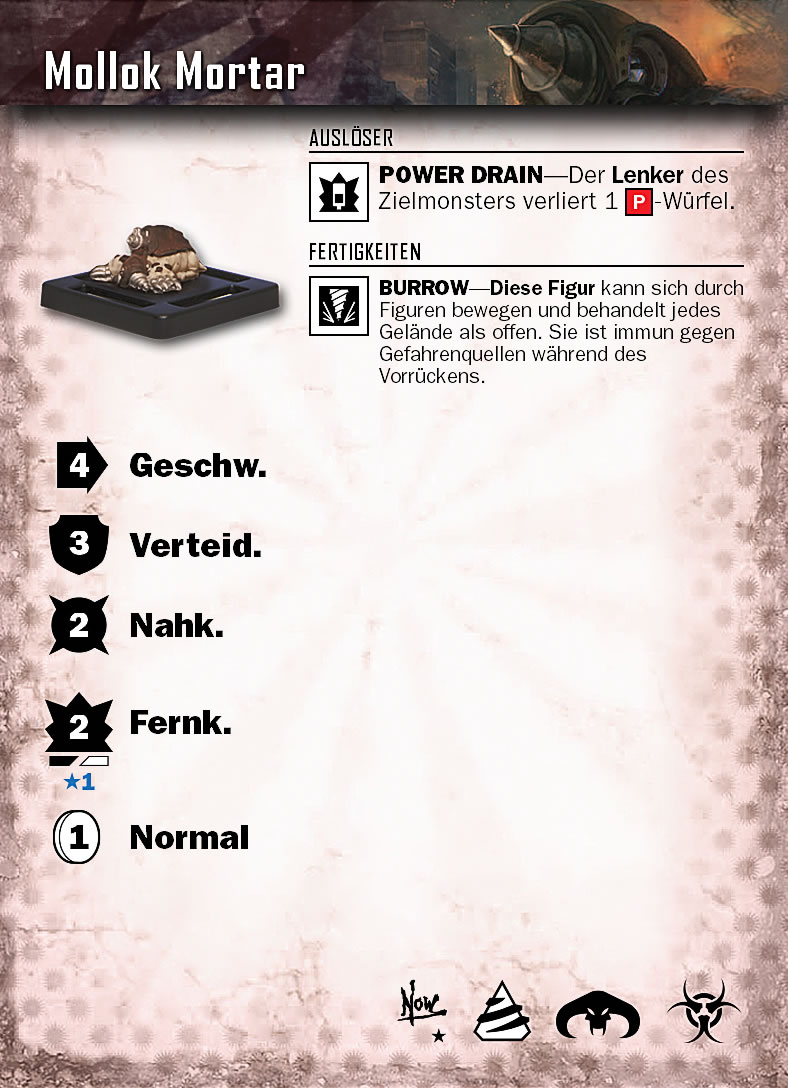 Mollok Mortar
AUSLÖSER
POWER DRAIN—Der Lenker des
Zielmonsters verliert 1 P-Würfel.
FERTIGKEITEN
BURROW—Diese Figur kann sich durch
Figuren bewegen und behandelt jedes
Gelände als offen. Sie ist immun gegen
Gefahrenquellen während des
Vorrückens.
4 Geschw.
3 Verteid.
2 Nahk.
2 Fernk.
★1
1 Normal
Now
★